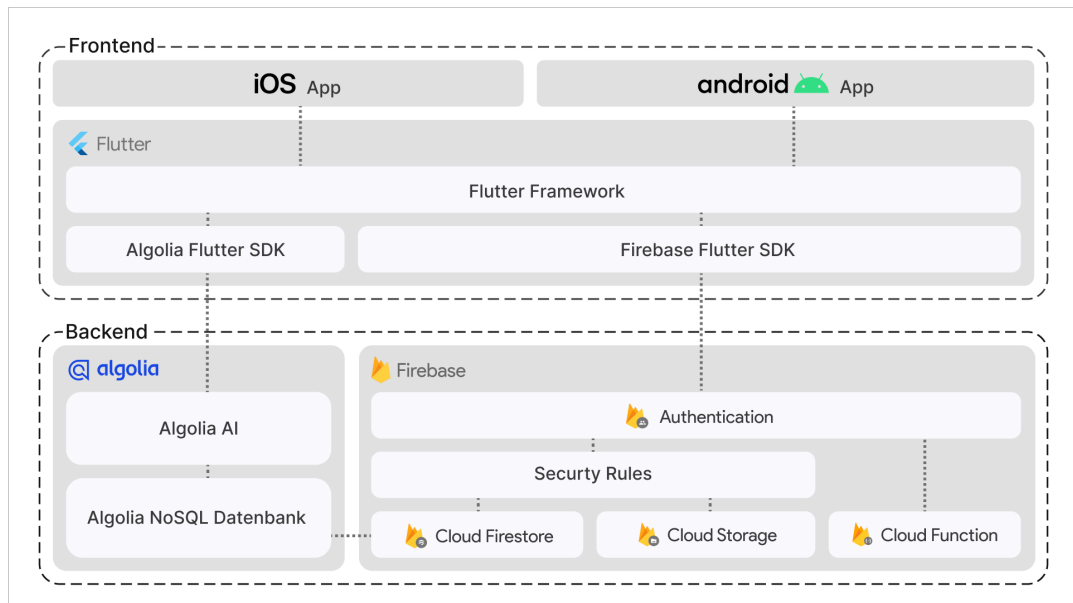 Frontend
iOS App
android App
Flutter
Flutter Framework
Algolia Flutter SDK
Firebase Flutter SDK
Backend
algolia
Firebase
Algolia AI
Authentication
Securty Rules
Algolia NoSQL Datenbank
Cloud Firestore
Cloud Storage
Cloud Function